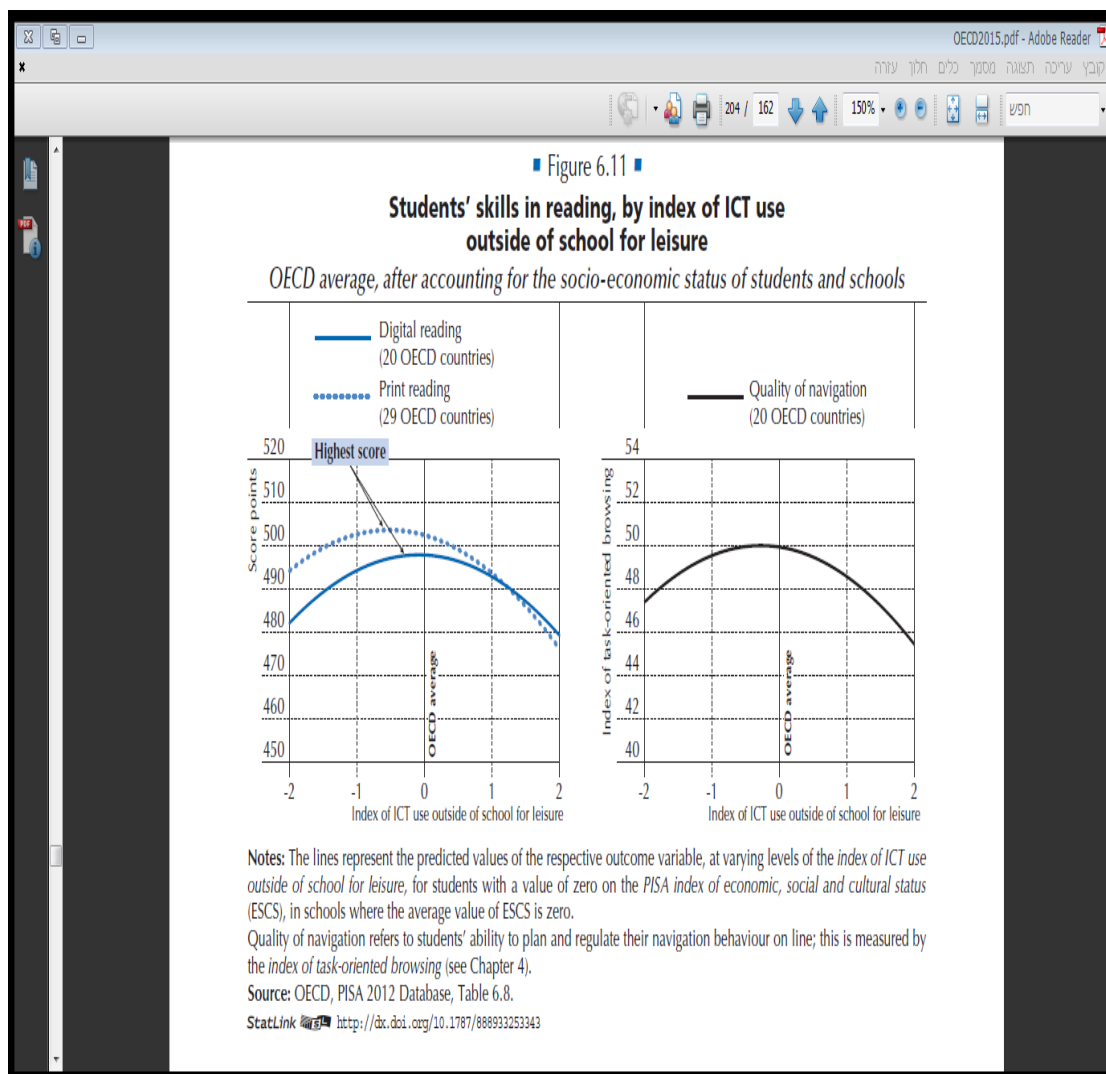 OECD2015.pdf - Adobe Reader
קובץ עריכה תצוגה מסמך כלים חלון עזרה
204 / 162 150% חפש
Figure 6.11
Students' skills in reading, by index of ICT use
outside of school for leisure
OECD average, after accounting for the socio-economic status of students and schools
Digital reading
(20 OECD countries)
Print reading
(29 OECD countries)
Highest score
Score points
520
510
500
490
480
470
460
450
OECD average
-2 -1 0 1 2
Index of ICT use outside of school for leisure
Quality of navigation
(20 OECD countries)
Index of task-oriented browsing
54
52
50
48
46
44
42
40
OECD average
-2 -1 0 1 2
Index of ICT use outside of school for leisure
Notes: The lines represent the predicted values of the respective outcome variable, at varying levels of the index of ICT use
outside of school for leisure, for students with a value of zero on the PISA index of economic, social and cultural status
(ESCS), in schools where the average value of ESCS is zero.
Quality of navigation refers to students' ability to plan and regulate their navigation behaviour on line; this is measured by
the index of task-oriented browsing (see Chapter 4).
Source: OECD, PISA 2012 Database, Table 6.8.
StatLink http://dx.doi.org/10.1787/888933253343